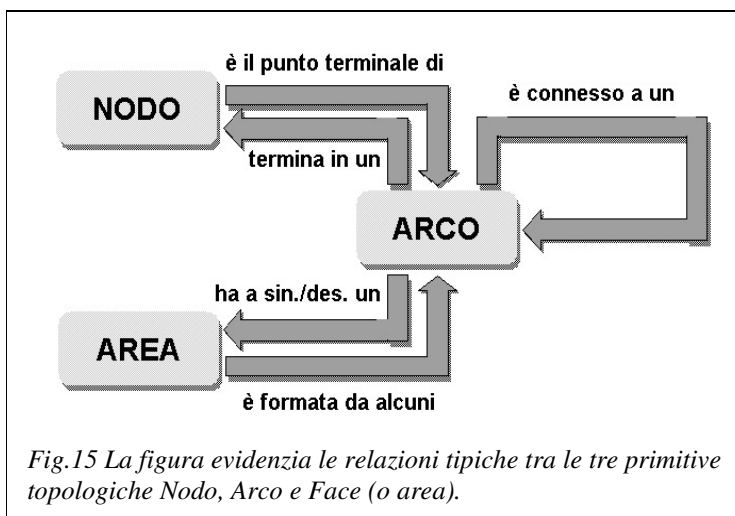 è il punto terminale di
è connesso a un
NODO
termina in un
ARCO
ha a sin./des. un
AREA
è formata da alcuni
Fig.15 La figura evidenzia le relazioni tipiche tra le tre primitive
topologiche Nodo, Arco e Face (o area).